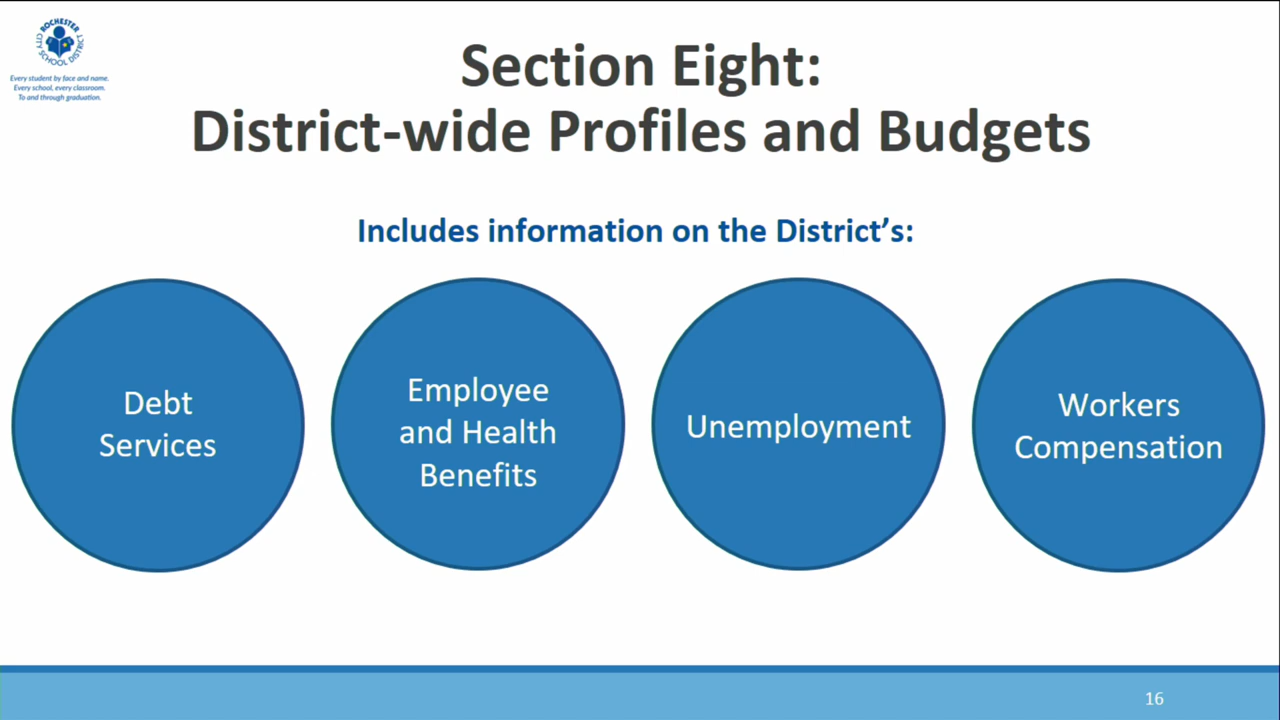 ROCHESTER
CITY SCHOOL DISTRICT
Every student by face and name.
Every school, every classroom.
To and through graduation.
Section Eight:
District-wide Profiles and Budgets
Includes information on the District’s:
Debt
Services
Employee
and Health
Benefits
Unemployment
Workers
Compensation
16